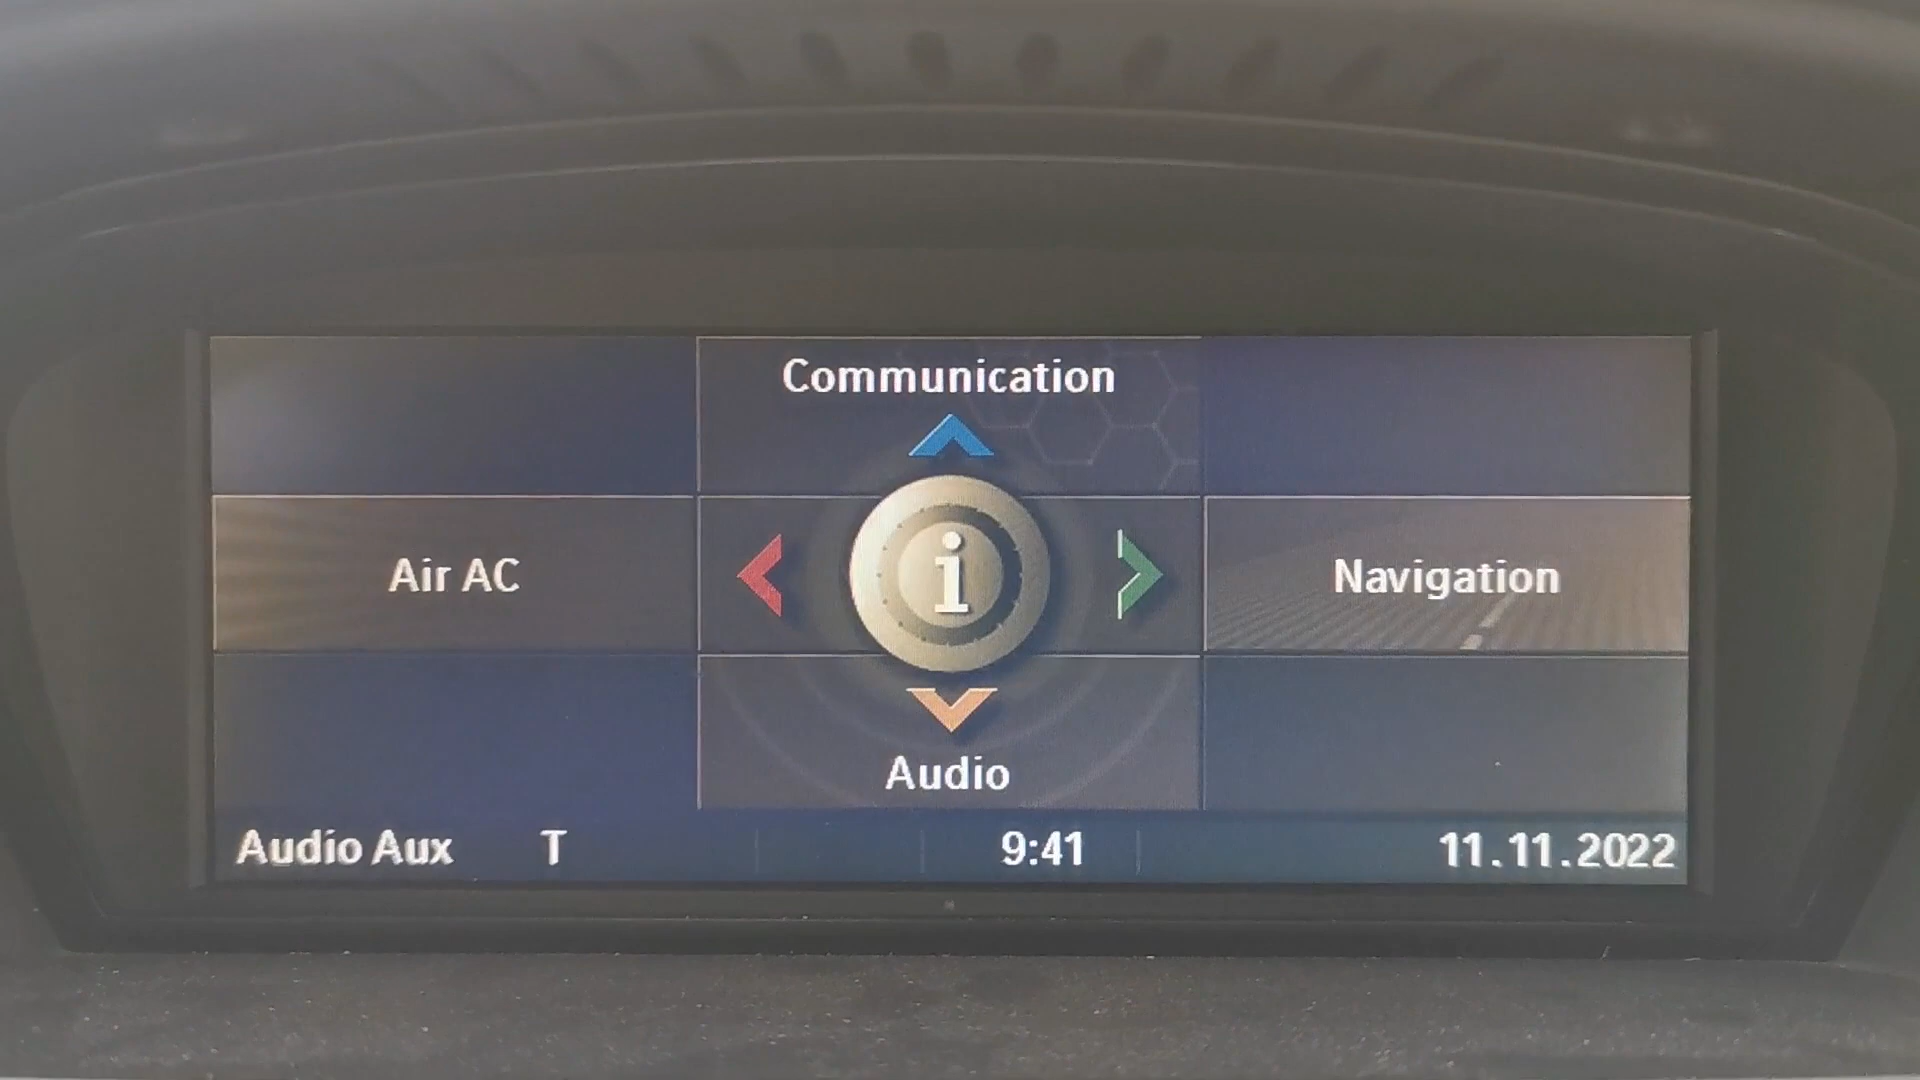 Communication
Air AC
i
Navigation
Audio
Audio Aux T 9:41 11.11.2022